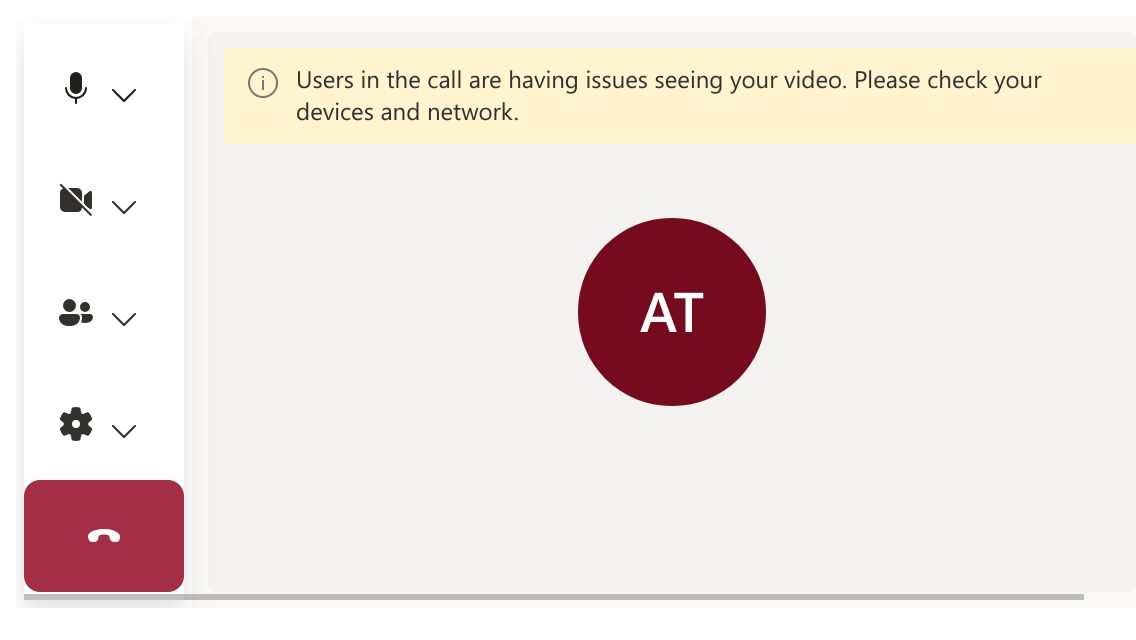 Users in the call are having issues seeing your video. Please check your
devices and network.
AT